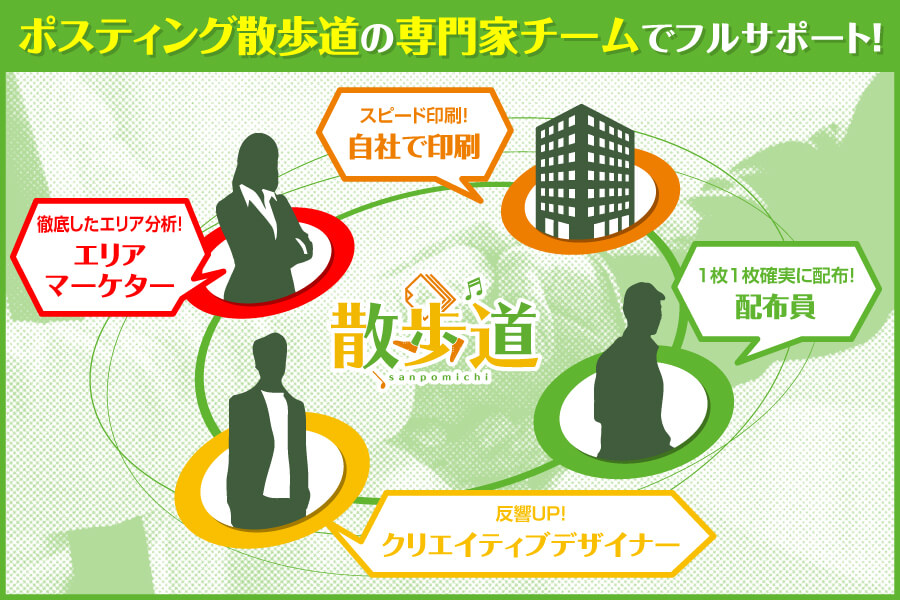 ポスティング散歩道の専門家チームでフルサポート!
スピード印刷!
自社で印刷
徹底したエリア分析!
エリア
マーケター
1枚1枚確実に配布!
配布員
散歩道
sanpomichi
反響UP!
クリエイティブデザイナー